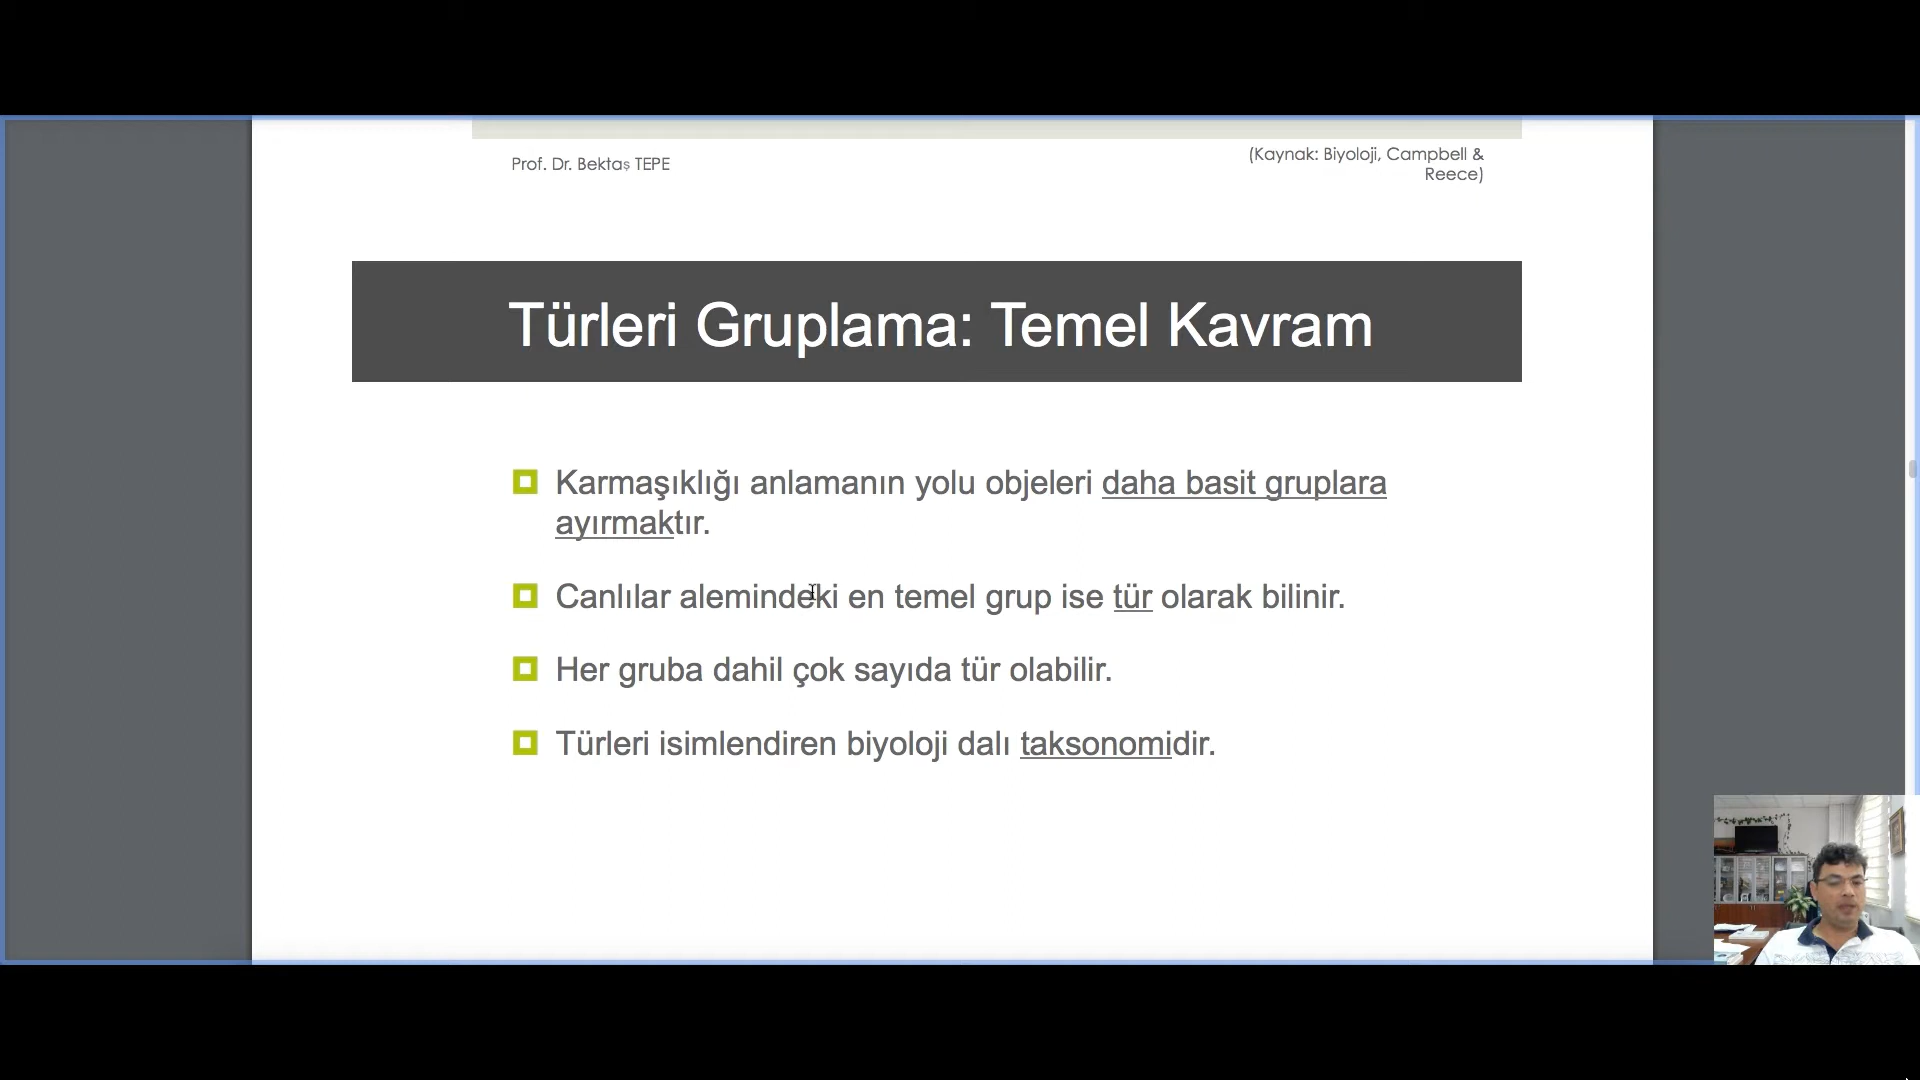 Prof. Dr. Bektaş TEPE
(Kaynak: Biyoloji, Campbell &
Reece)
Türleri Gruplama: Temel Kavram
Karmaşıklığı anlamanın yolu objeleri daha basit gruplara
ayırmaktır.
Canlılar alemindeki en temel grup ise tür olarak bilinir.
Her gruba dahil çok sayıda tür olabilir.
Türleri isimlendiren biyoloji dalı taksonomidir.